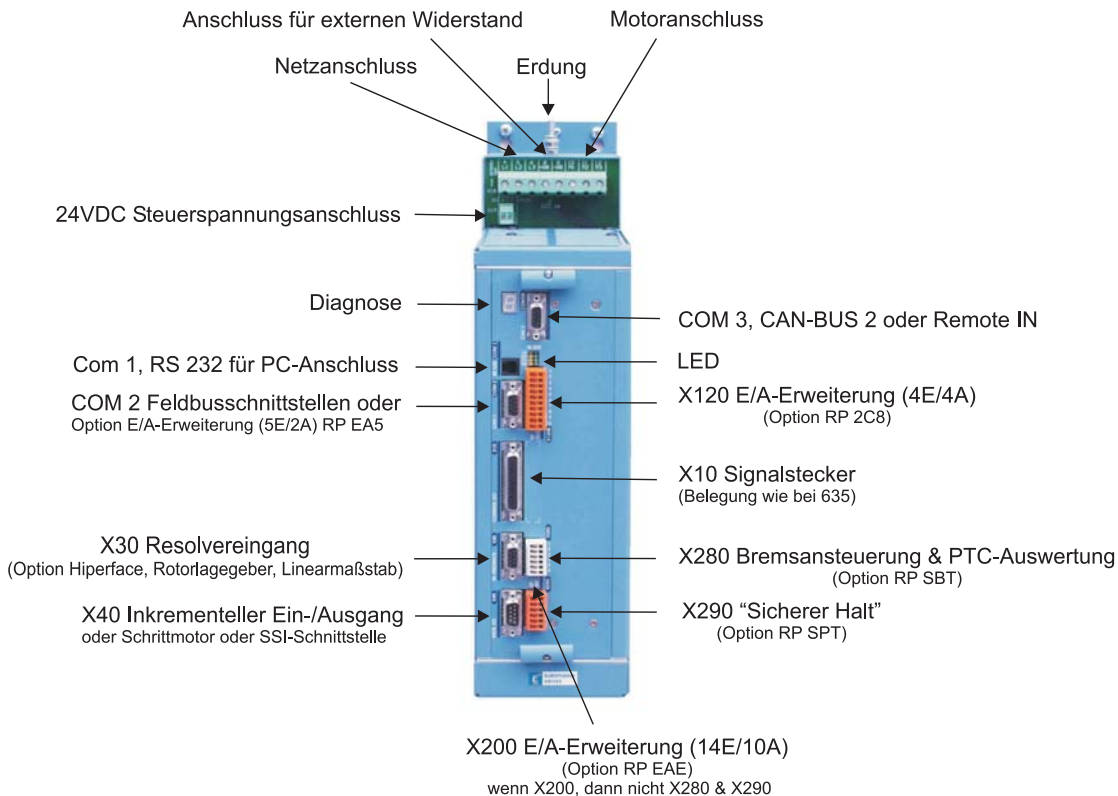 Anschluss für externen Widerstand
Motoranschluss
Netzanschluss
Erdung
24VDC Steuerspannungsanschluss
Diagnose
COM 3, CAN-BUS 2 oder Remote IN
Com 1, RS 232 für PC-Anschluss
LED
COM 2 Feldbusschnittstellen oder
Option E/A-Erweiterung (5E/2A) RP EA5
X120 E/A-Erweiterung (4E/4A)
(Option RP 2C8)
X10 Signalstecker
(Belegung wie bei 635)
X30 Resolvereingang
(Option Hiperface, Rotorlagegeber, Linearmaßstab)
X280 Bremsansteuerung & PTC-Auswertung
(Option RP SBT)
X40 Inkrementeller Ein-/Ausgang
oder Schrittmotor oder SSI-Schnittstelle
X290 "Sicherer Halt"
(Option RP SPT)
X200 E/A-Erweiterung (14E/10A)
(Option RP EAE)
wenn X200, dann nicht X280 & X290